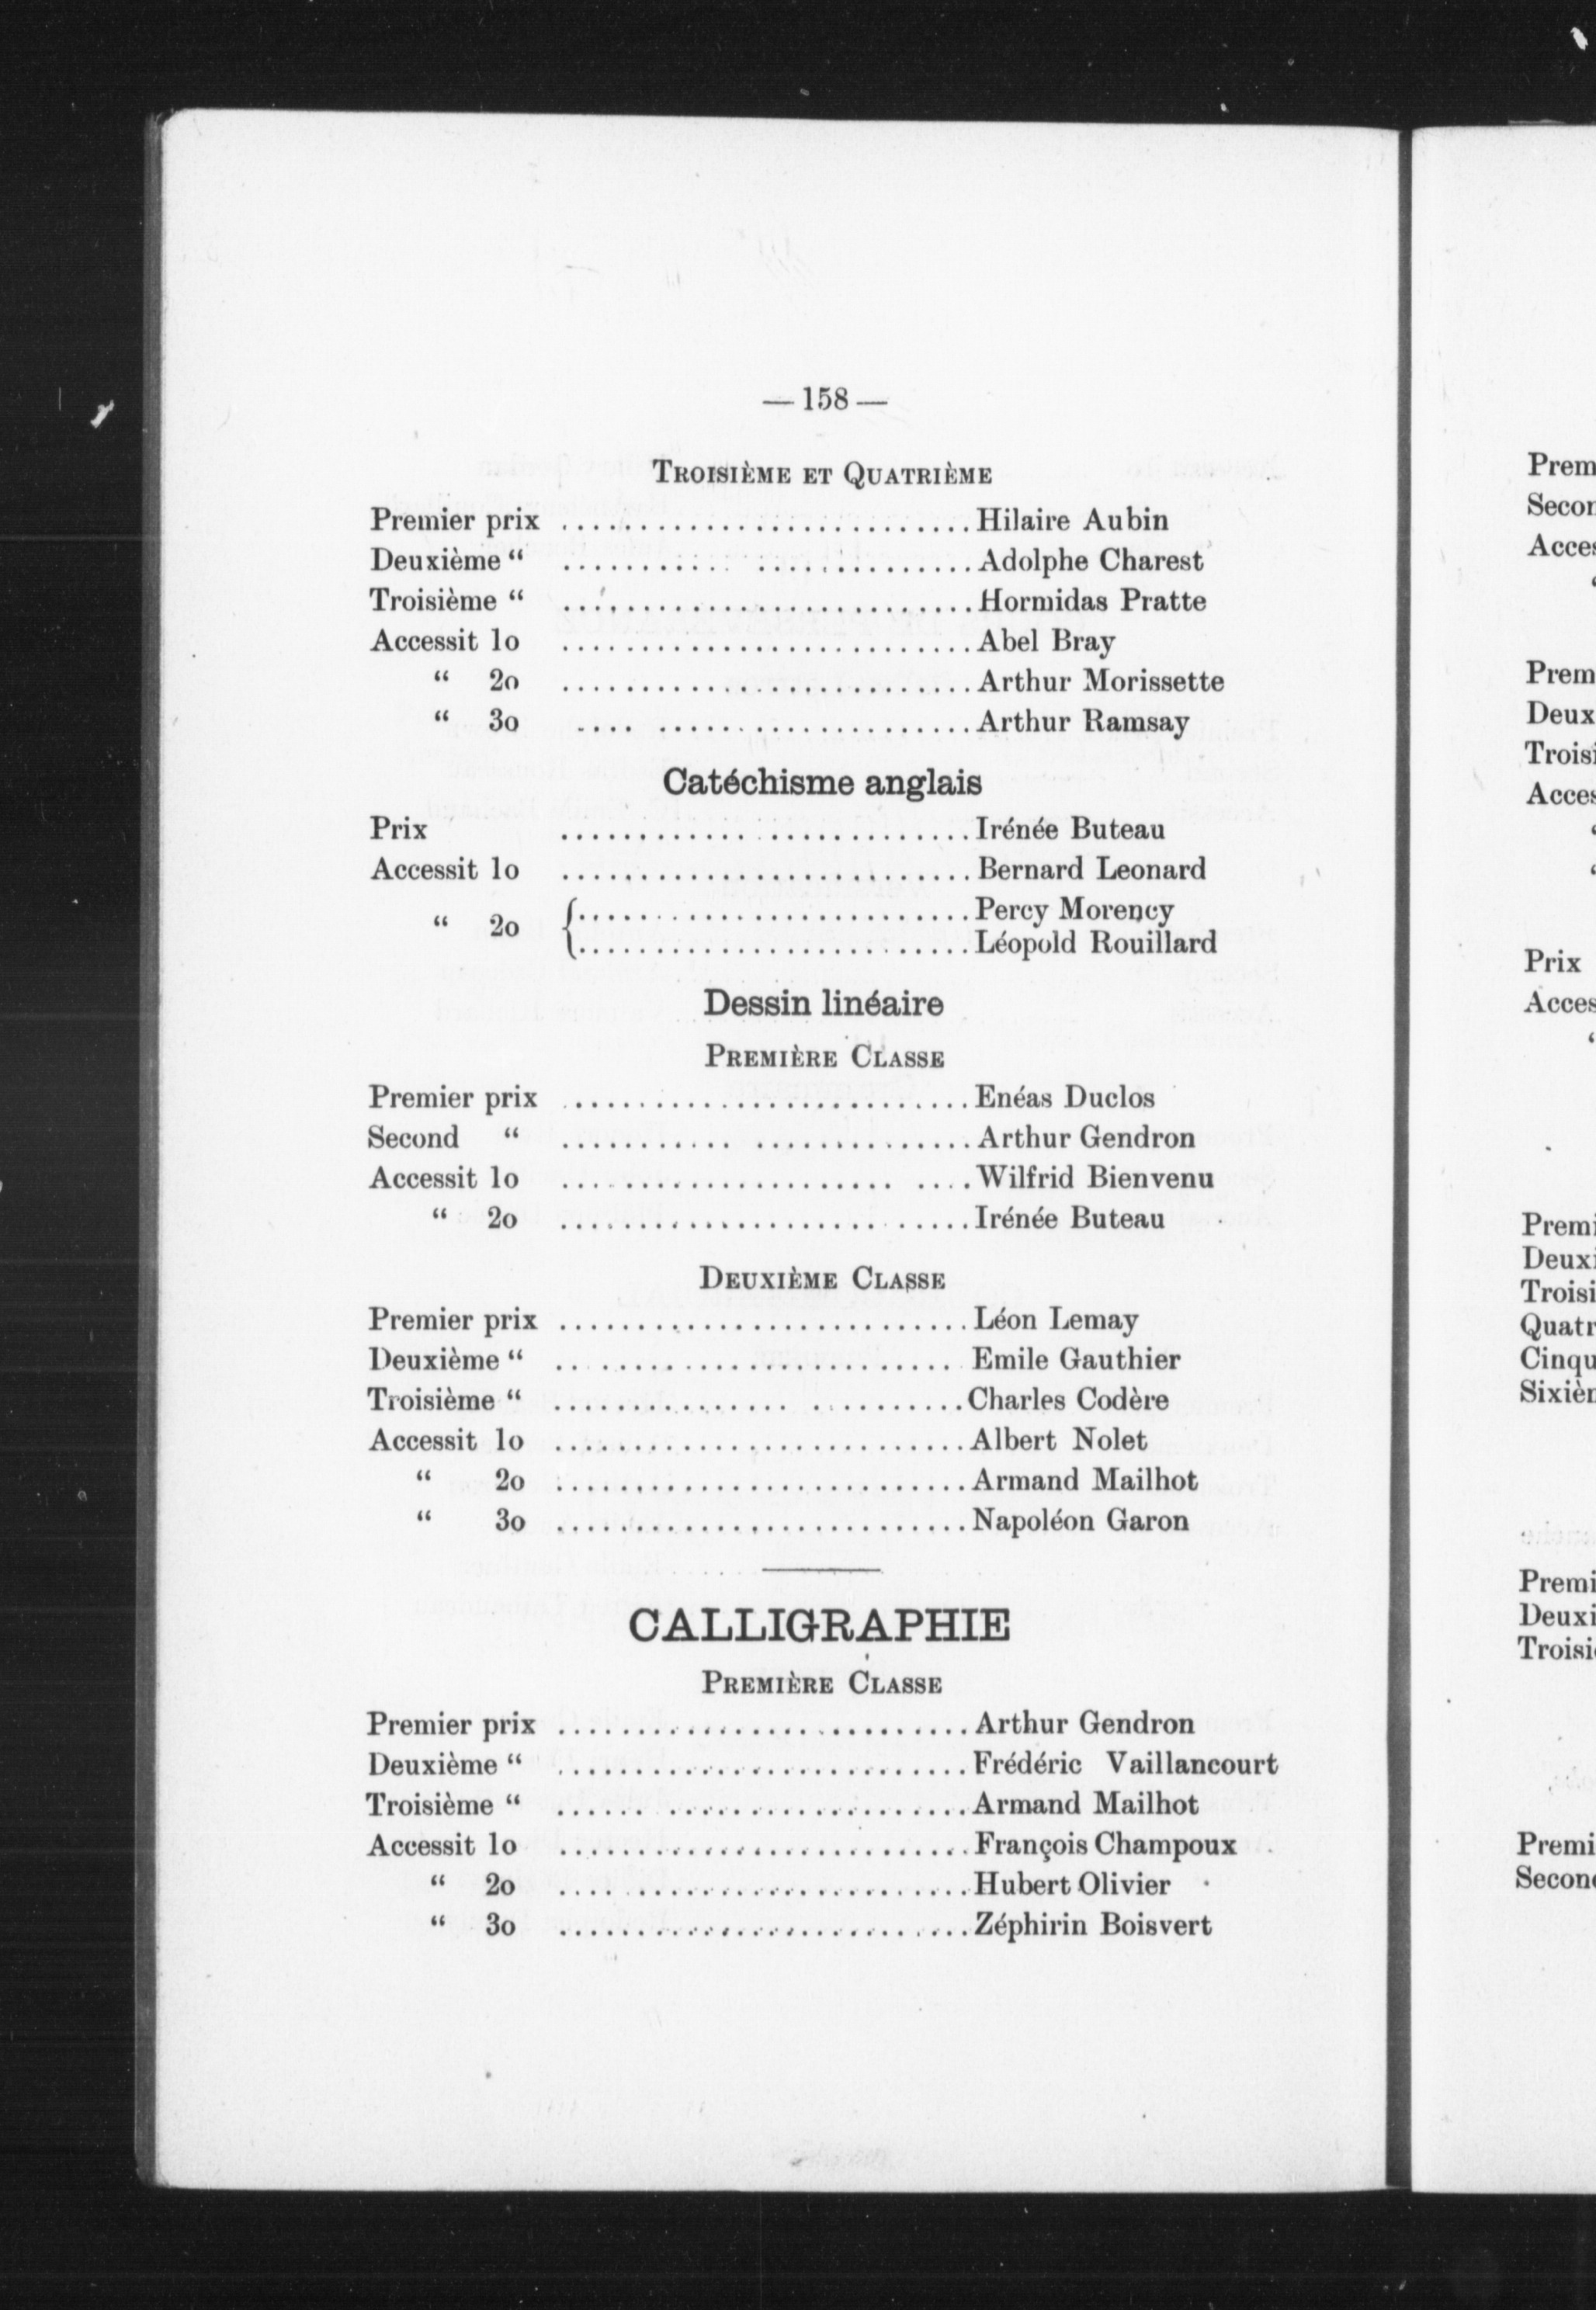 — 158 —
TROISIÈME ET QUATRIÈME
Premier prix .......................... Hilaire Aubin
Deuxième “ .......................... Adolphe Charest
Troisième “ .......................... Hormidas Pratte
Accessit 1o .......................... Abel Bray
“ 2o .......................... Arthur Morissette
“ 3o .......................... Arthur Ramsay
Catéchisme anglais
Prix .......................... Irénée Buteau
Accessit 1o .......................... Bernard Leonard
“ 2o { .......................... Percy Morency
.......................... Léopold Rouillard
Dessin linéaire
PREMIÈRE CLASSE
Premier prix .......................... Enéas Duclos
Second “ .......................... Arthur Gendron
Accessit 1o .......................... Wilfrid Bienvenu
“ 2o .......................... Irénée Buteau
DEUXIÈME CLASSE
Premier prix .......................... Léon Lemay
Deuxième “ .......................... Emile Gauthier
Troisième “ .......................... Charles Codère
Accessit 1o .......................... Albert Nolet
“ 2o .......................... Armand Mailhot
“ 3o .......................... Napoléon Garon
CALLIGRAPHIE
PREMIÈRE CLASSE
Premier prix .......................... Arthur Gendron
Deuxième “ .......................... Frédéric Vaillancourt
Troisième “ .......................... Armand Mailhot
Accessit 1o .......................... François Champoux
“ 2o .......................... Hubert Olivier
“ 3o .......................... Zéphirin Boisvert
Prem
Secon
Acces
Prem
Deux
Troisi
Acces
Prix
Acces
Premi
Deuxi
Troisi
Quatr
Cinqu
Sixièm
Premi
Deuxi
Troisi
Premi
Secon